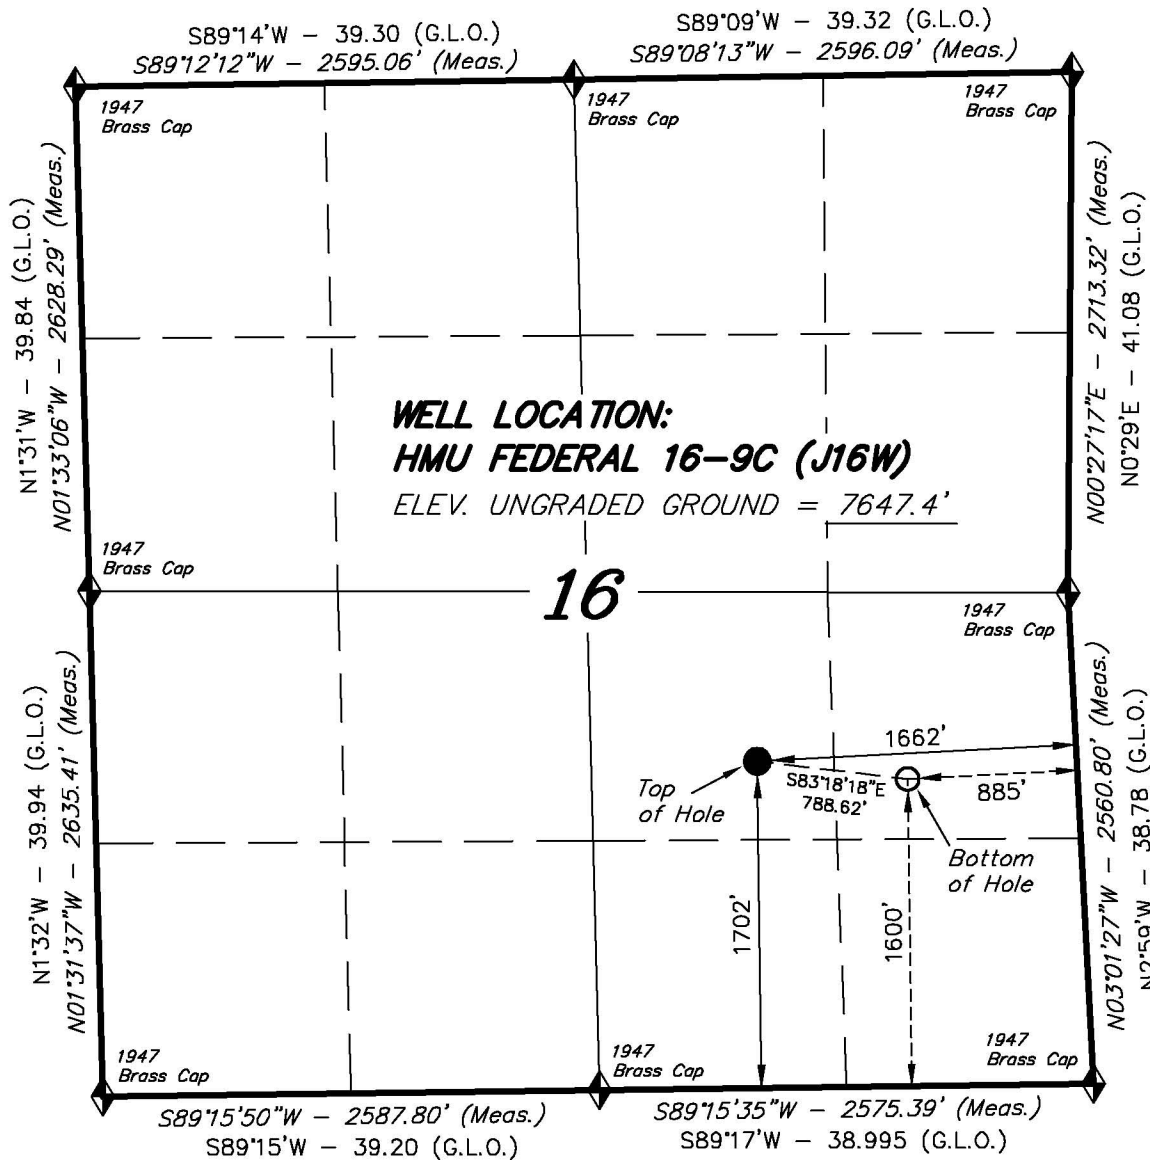 S89°14'W – 39.30 (G.L.O.)
S89°12'12"W – 2595.06' (Meas.)
S89°09'W – 39.32 (G.L.O.)
S89°08'13"W – 2596.09' (Meas.)
1947
Brass Cap
1947
Brass Cap
1947
Brass Cap
N1°31'W – 39.84 (G.L.O.)
N01°33'06"W – 2628.29' (Meas.)
N00°27'17"E – 2713.32' (Meas.)
N0°29'E – 41.08 (G.L.O.)
WELL LOCATION:
HMU FEDERAL 16–9C (J16W)
ELEV. UNGRADED GROUND = 7647.4'
1947
Brass Cap
16
1947
Brass Cap
N1°32'W – 39.94 (G.L.O.)
N01°31'37"W – 2635.41' (Meas.)
N03°01'27"W – 2560.80' (Meas.)
N2°59'W – 38.78 (G.L.O.)
1662'
Top
of Hole
S83°18'18"E
788.62'
885'
Bottom
of Hole
1702'
1600'
1947
Brass Cap
1947
Brass Cap
1947
Brass Cap
S89°15'50"W – 2587.80' (Meas.)
S89°15'W – 39.20 (G.L.O.)
S89°15'35"W – 2575.39' (Meas.)
S89°17'W – 38.995 (G.L.O.)